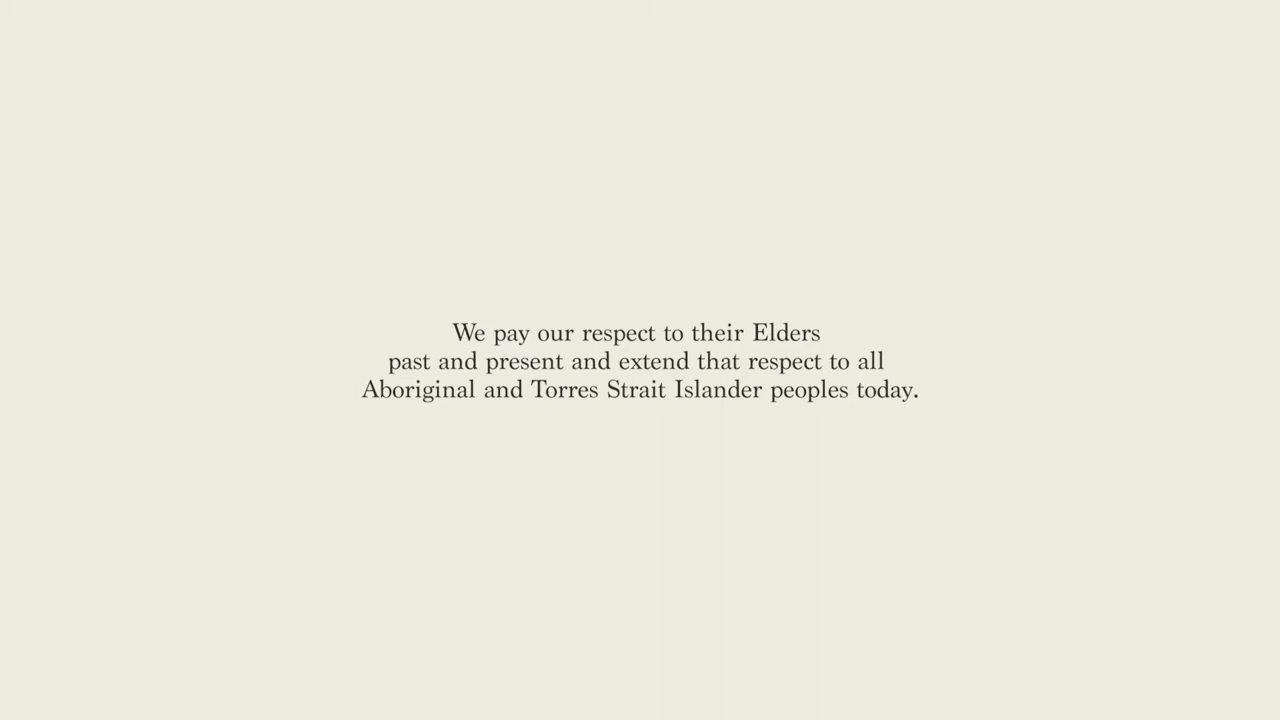 We pay our respect to their Elders
past and present and extend that respect to all
Aboriginal and Torres Strait Islander peoples today.